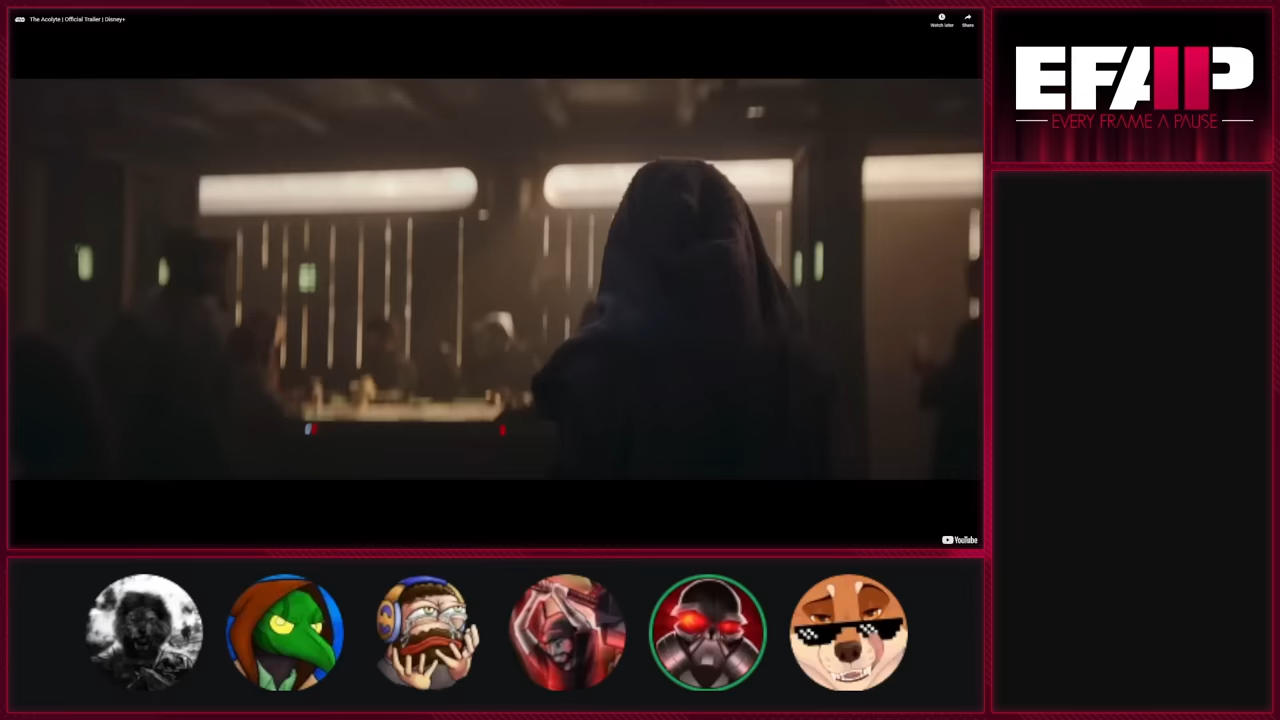 The Acolyte | Official Trailer | Disney+
Watch later
Share
EFAP
EVERY FRAME A PAUSE
YouTube